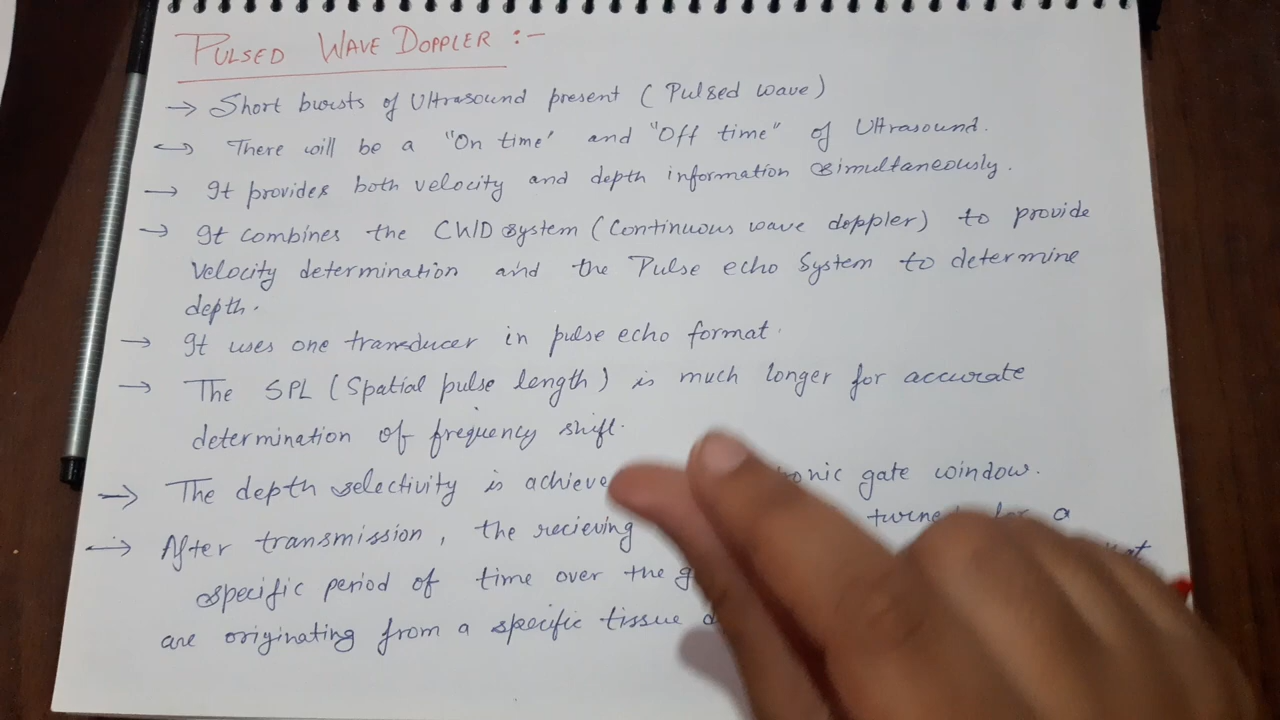 PULSED WAVE DOPPLER :-
→ Short bursts of Ultrasound present (Pulsed wave)
→ There will be a "On time' and "Off time" of Ultrasound.
→ It provides both velocity and depth information simultaneously.
→ It combines the CWD system (Continuous wave doppler) to provide
velocity determination and the Pulse echo System to determine
depth.
→ It uses one transducer in pulse echo format.
→ The SPL (Spatial pulse length) is much longer for accurate
determination of frequency shift.
→ The depth selectivity is achieve gate window.
→ After transmission, the recieving for a
specific period of time over the
are originating from a specific tissue